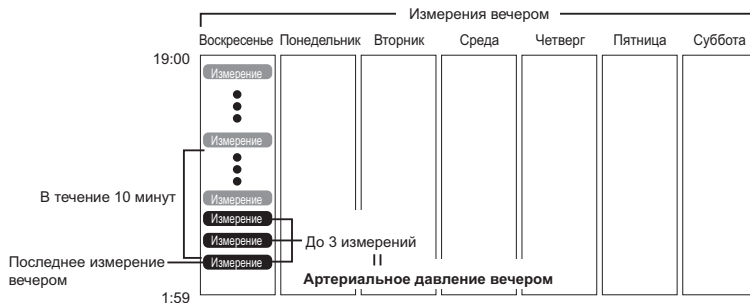 Измерения вечером
Воскресенье Понедельник Вторник Среда Четверг Пятница Суббота
19:00
Измерение
Измерение
В течение 10 минут
Измерение
Измерение
Измерение
До 3 измерений
Последнее измерение
вечером
Измерение
Артериальное давление вечером
1:59